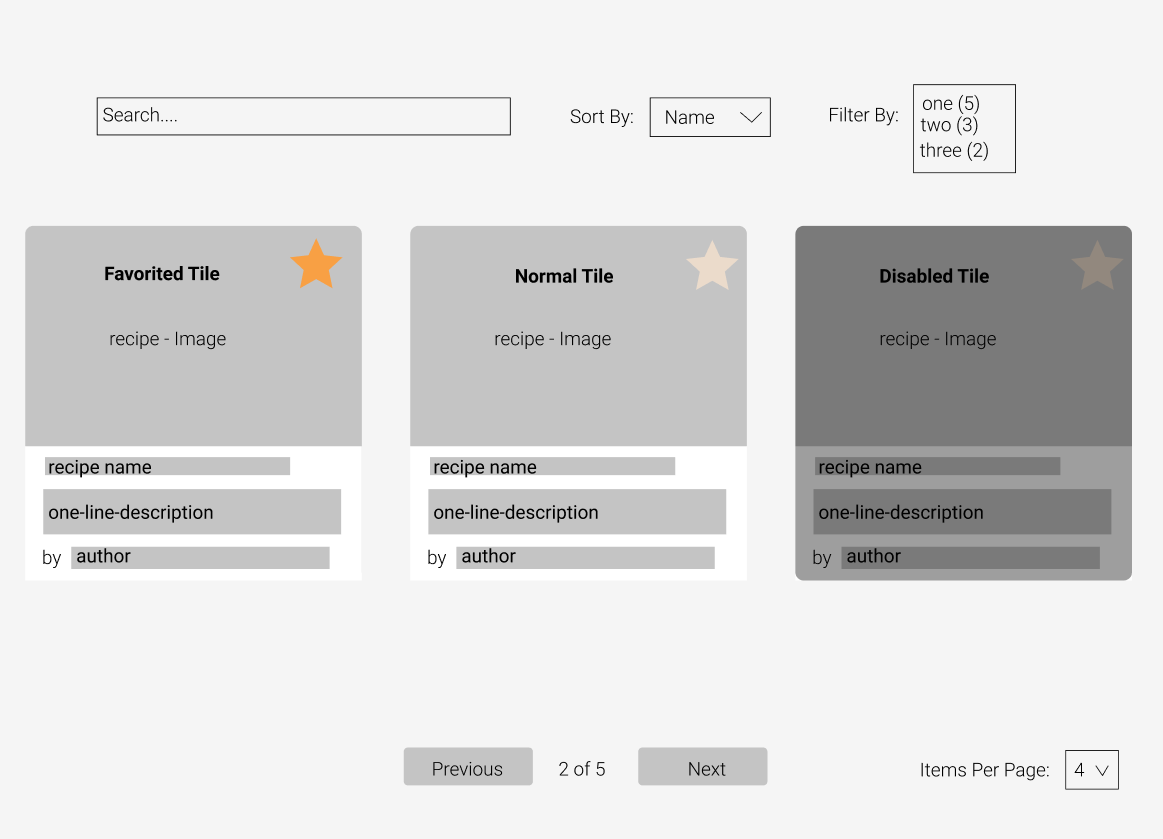 Search....
Sort By:
Name
Filter By:
one (5)
two (3)
three (2)
Favorited Tile
recipe - Image
recipe name
one-line-description
by author
Normal Tile
recipe - Image
recipe name
one-line-description
by author
Disabled Tile
recipe - Image
recipe name
one-line-description
by author
Previous
2 of 5
Next
Items Per Page:
4